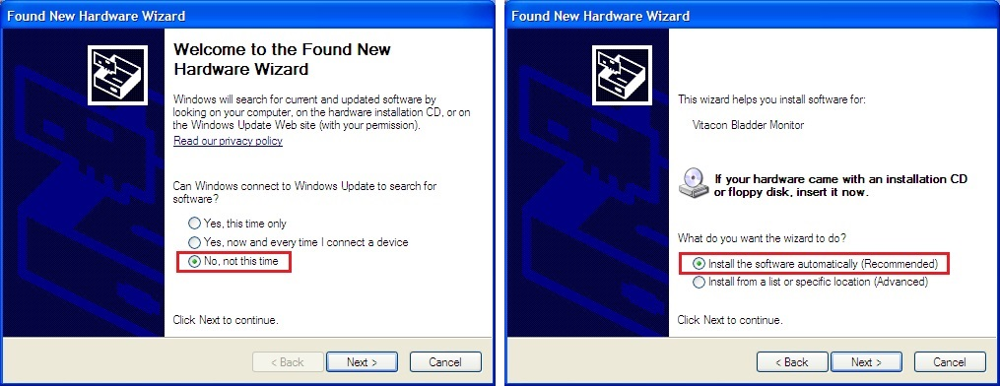 Found New Hardware Wizard
Welcome to the Found New
Hardware Wizard
Windows will search for current and updated software by
looking on your computer, on the hardware installation CD, or on
the Windows Update Web site (with your permission).
Read our privacy policy
Can Windows connect to Windows Update to search for
software?
Yes, this time only
Yes, now and every time I connect a device
No, not this time
Click Next to continue.
< Back
Next >
Cancel
Found New Hardware Wizard
This wizard helps you install software for:
Vitacon Bladder Monitor
If your hardware came with an installation CD
or floppy disk, insert it now.
What do you want the wizard to do?
Install the software automatically (Recommended)
Install from a list or specific location (Advanced)
Click Next to continue.
< Back
Next >
Cancel